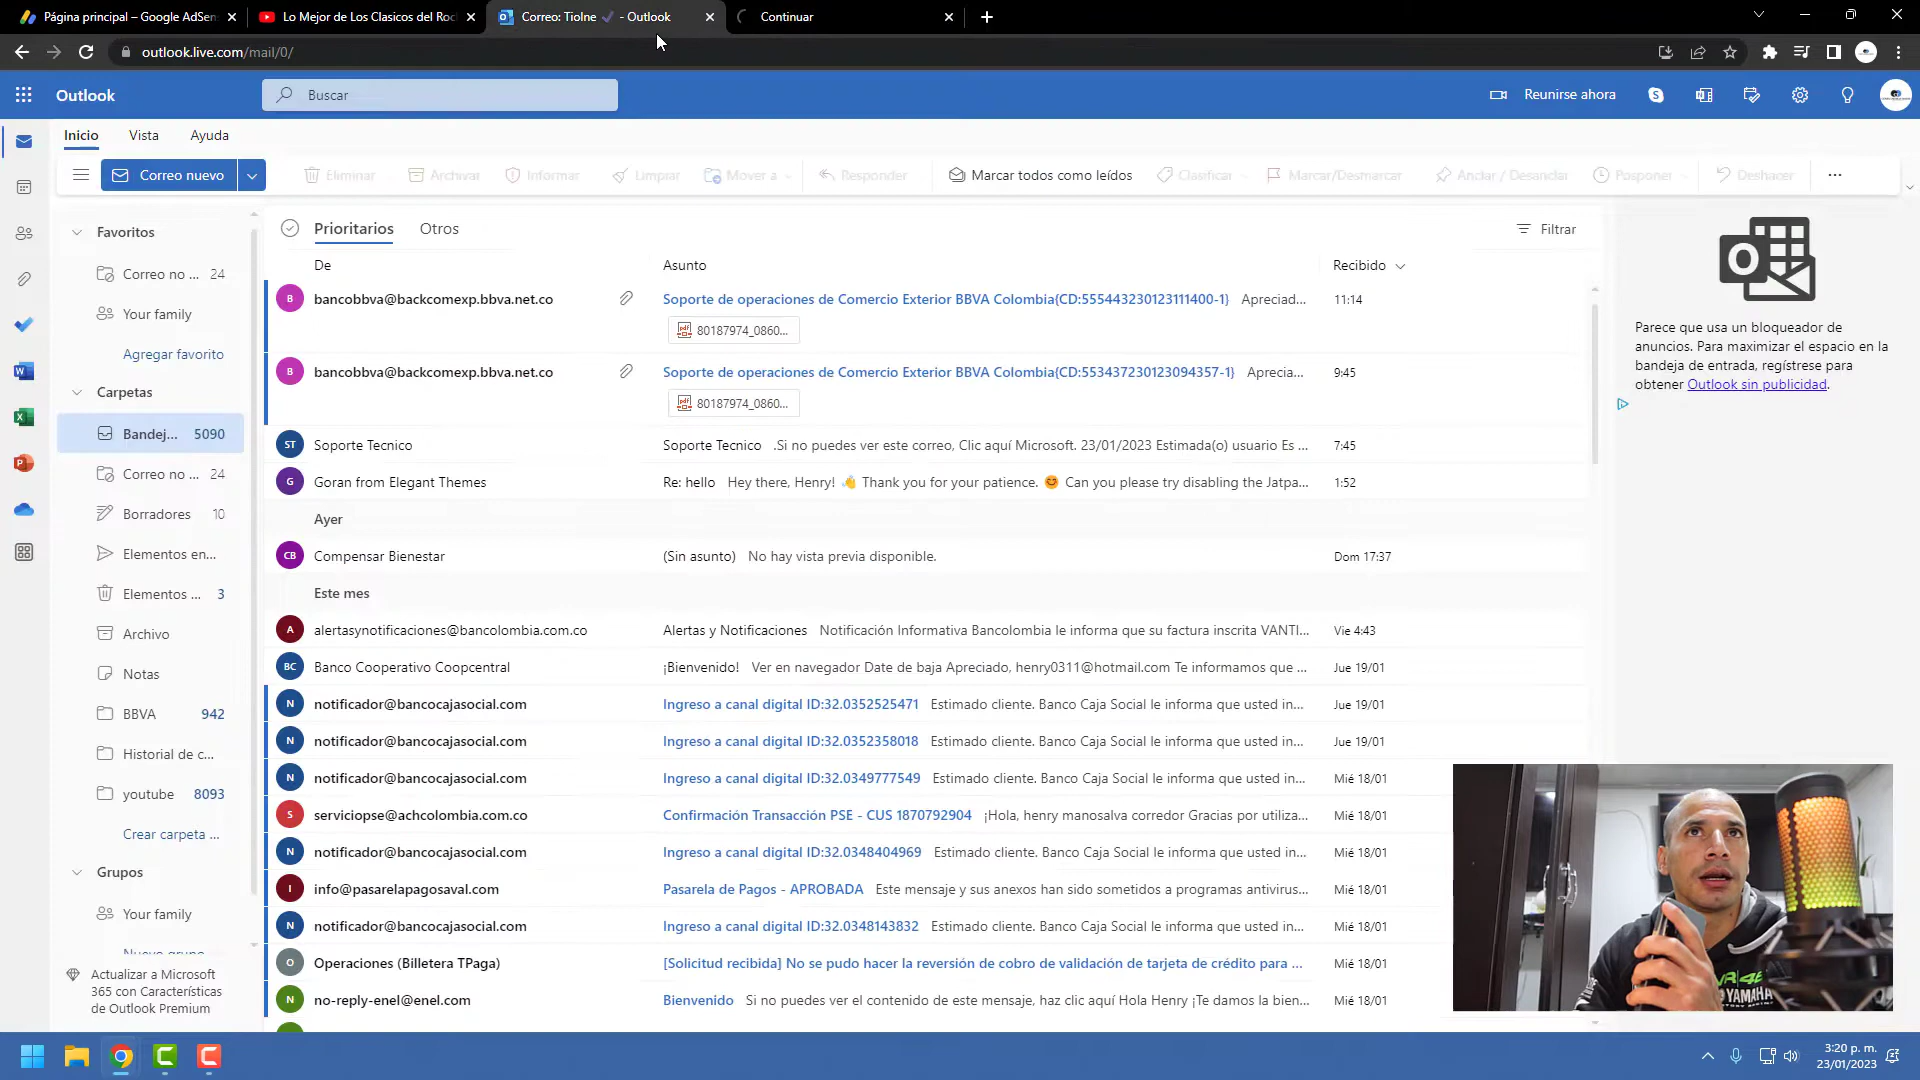 Página principal – Google AdSen
Lo Mejor de Los Clasicos del Roc
Correo: Tiolne ✓ - Outlook
Continuar
outlook.live.com/mail/0/
Outlook
Buscar
Reunirse ahora
Inicio
Vista
Ayuda
Correo nuevo
Eliminar
Archivar
Informar
Limpiar
Mover a
Responder
Marcar todos como leídos
Clasificar
Marcar/Desmarcar
Anclar / Desanclar
Posponer
Deshacer
...
Favoritos
Correo no ... 24
Your family
Agregar favorito
Carpetas
Bandej... 5090
Correo no ... 24
Borradores 10
Elementos en...
Elementos ... 3
Archivo
Notas
BBVA 942
Historial de c...
youtube 8093
Crear carpeta ...
Grupos
Your family
Nuevo grupo
Actualizar a Microsoft
365 con Características
de Outlook Premium
Prioritarios Otros
Filtrar
De Asunto Recibido
B bancobbva@backcomexp.bbva.net.co Soporte de operaciones de Comercio Exterior BBVA Colombia{CD:555443230123111400-1} Apreciad... 11:14
pdf 80187974_0860...
B bancobbva@backcomexp.bbva.net.co Soporte de operaciones de Comercio Exterior BBVA Colombia{CD:553437230123094357-1} Aprecia... 9:45
pdf 80187974_0860...
ST Soporte Tecnico Soporte Tecnico .Si no puedes ver este correo, Clic aquí Microsoft. 23/01/2023 Estimada(o) usuario Es ... 7:45
G Goran from Elegant Themes Re: hello Hey there, Henry! 👋 Thank you for your patience. 😊 Can you please try disabling the Jatpa... 1:52
Ayer
CB Compensar Bienestar (Sin asunto) No hay vista previa disponible. Dom 17:37
Este mes
A alertasynotificaciones@bancolombia.com.co Alertas y Notificaciones Notificación Informativa Bancolombia le informa que su factura inscrita VANTI... Vie 4:43
BC Banco Cooperativo Coopcentral ¡Bienvenido! Ver en navegador Date de baja Apreciado, henry0311@hotmail.com Te informamos que ... Jue 19/01
N notificador@bancocajasocial.com Ingreso a canal digital ID:32.0352525471 Estimado cliente. Banco Caja Social le informa que usted in... Jue 19/01
N notificador@bancocajasocial.com Ingreso a canal digital ID:32.0352358018 Estimado cliente. Banco Caja Social le informa que usted in... Jue 19/01
N notificador@bancocajasocial.com Ingreso a canal digital ID:32.0349777549 Estimado cliente. Banco Caja Social le informa que usted in... Mié 18/01
S serviciopse@achcolombia.com.co Confirmación Transacción PSE - CUS 1870792904 ¡Hola, henry manosalva corredor Gracias por utiliza... Mié 18/01
N notificador@bancocajasocial.com Ingreso a canal digital ID:32.0348404969 Estimado cliente. Banco Caja Social le informa que usted in... Mié 18/01
I info@pasarelapagosaval.com Pasarela de Pagos - APROBADA Este mensaje y sus anexos han sido sometidos a programas antivirus... Mié 18/01
N notificador@bancocajasocial.com Ingreso a canal digital ID:32.0348143832 Estimado cliente. Banco Caja Social le informa que usted in... Mié 18/01
O Operaciones (Billetera TPaga) [Solicitud recibida] No se pudo hacer la reversión de cobro de validación de tarjeta de crédito para ... Mié 18/01
N no-reply-enel@enel.com Bienvenido Si no puedes ver el contenido de este mensaje, haz clic aquí Hola Henry ¡Te damos la bien... Mié 18/01
Parece que usa un bloqueador de
anuncios. Para maximizar el espacio en la
bandeja de entrada, regístrese para
obtener Outlook sin publicidad.
YAMAHA
3:20 p. m.
23/01/2023